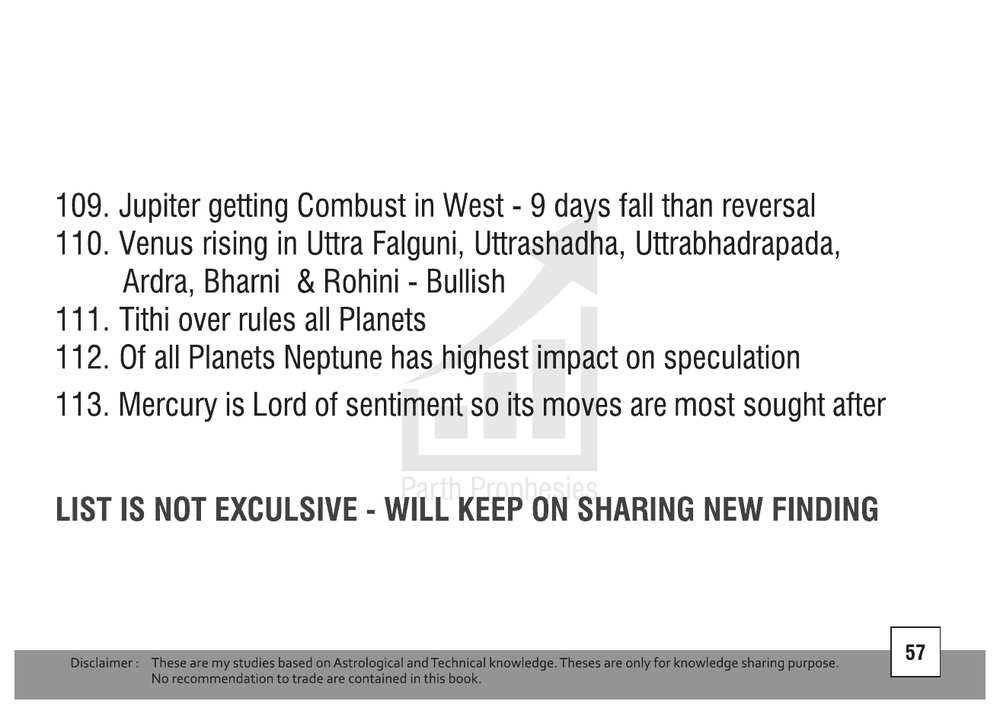 109. Jupiter getting Combust in West - 9 days fall than reversal
110. Venus rising in Uttra Falguni, Uttrashadha, Uttrabhadrapada,
Ardra, Bharni & Rohini - Bullish
111. Tithi over rules all Planets
112. Of all Planets Neptune has highest impact on speculation
113. Mercury is Lord of sentiment so its moves are most sought after
Parth Prophesies
LIST IS NOT EXCULSIVE - WILL KEEP ON SHARING NEW FINDING
57
Disclaimer : These are my studies based on Astrological and Technical knowledge. Theses are only for knowledge sharing purpose.
No recommendation to trade are contained in this book.